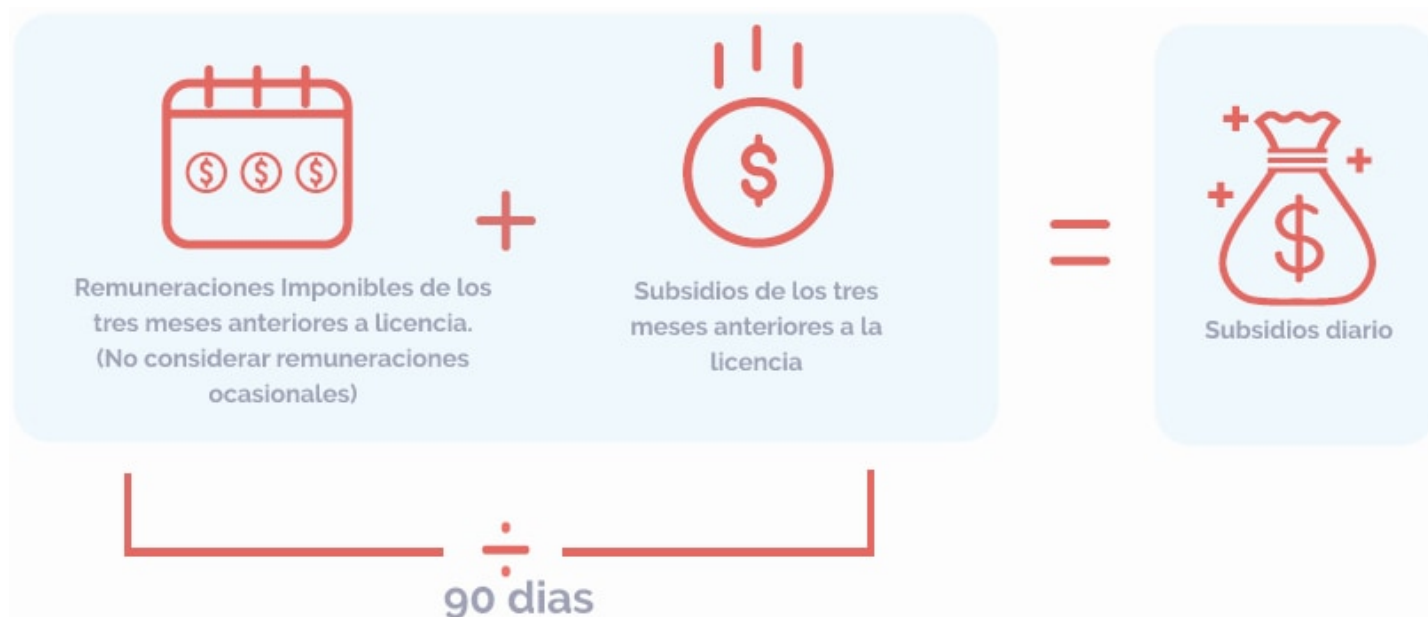 Remuneraciones Imponibles de los
tres meses anteriores a licencia.
(No considerar remuneraciones
ocasionales)
+
Subsidios de los tres
meses anteriores a la
licencia
=
Subsidios diario
÷
90 dias